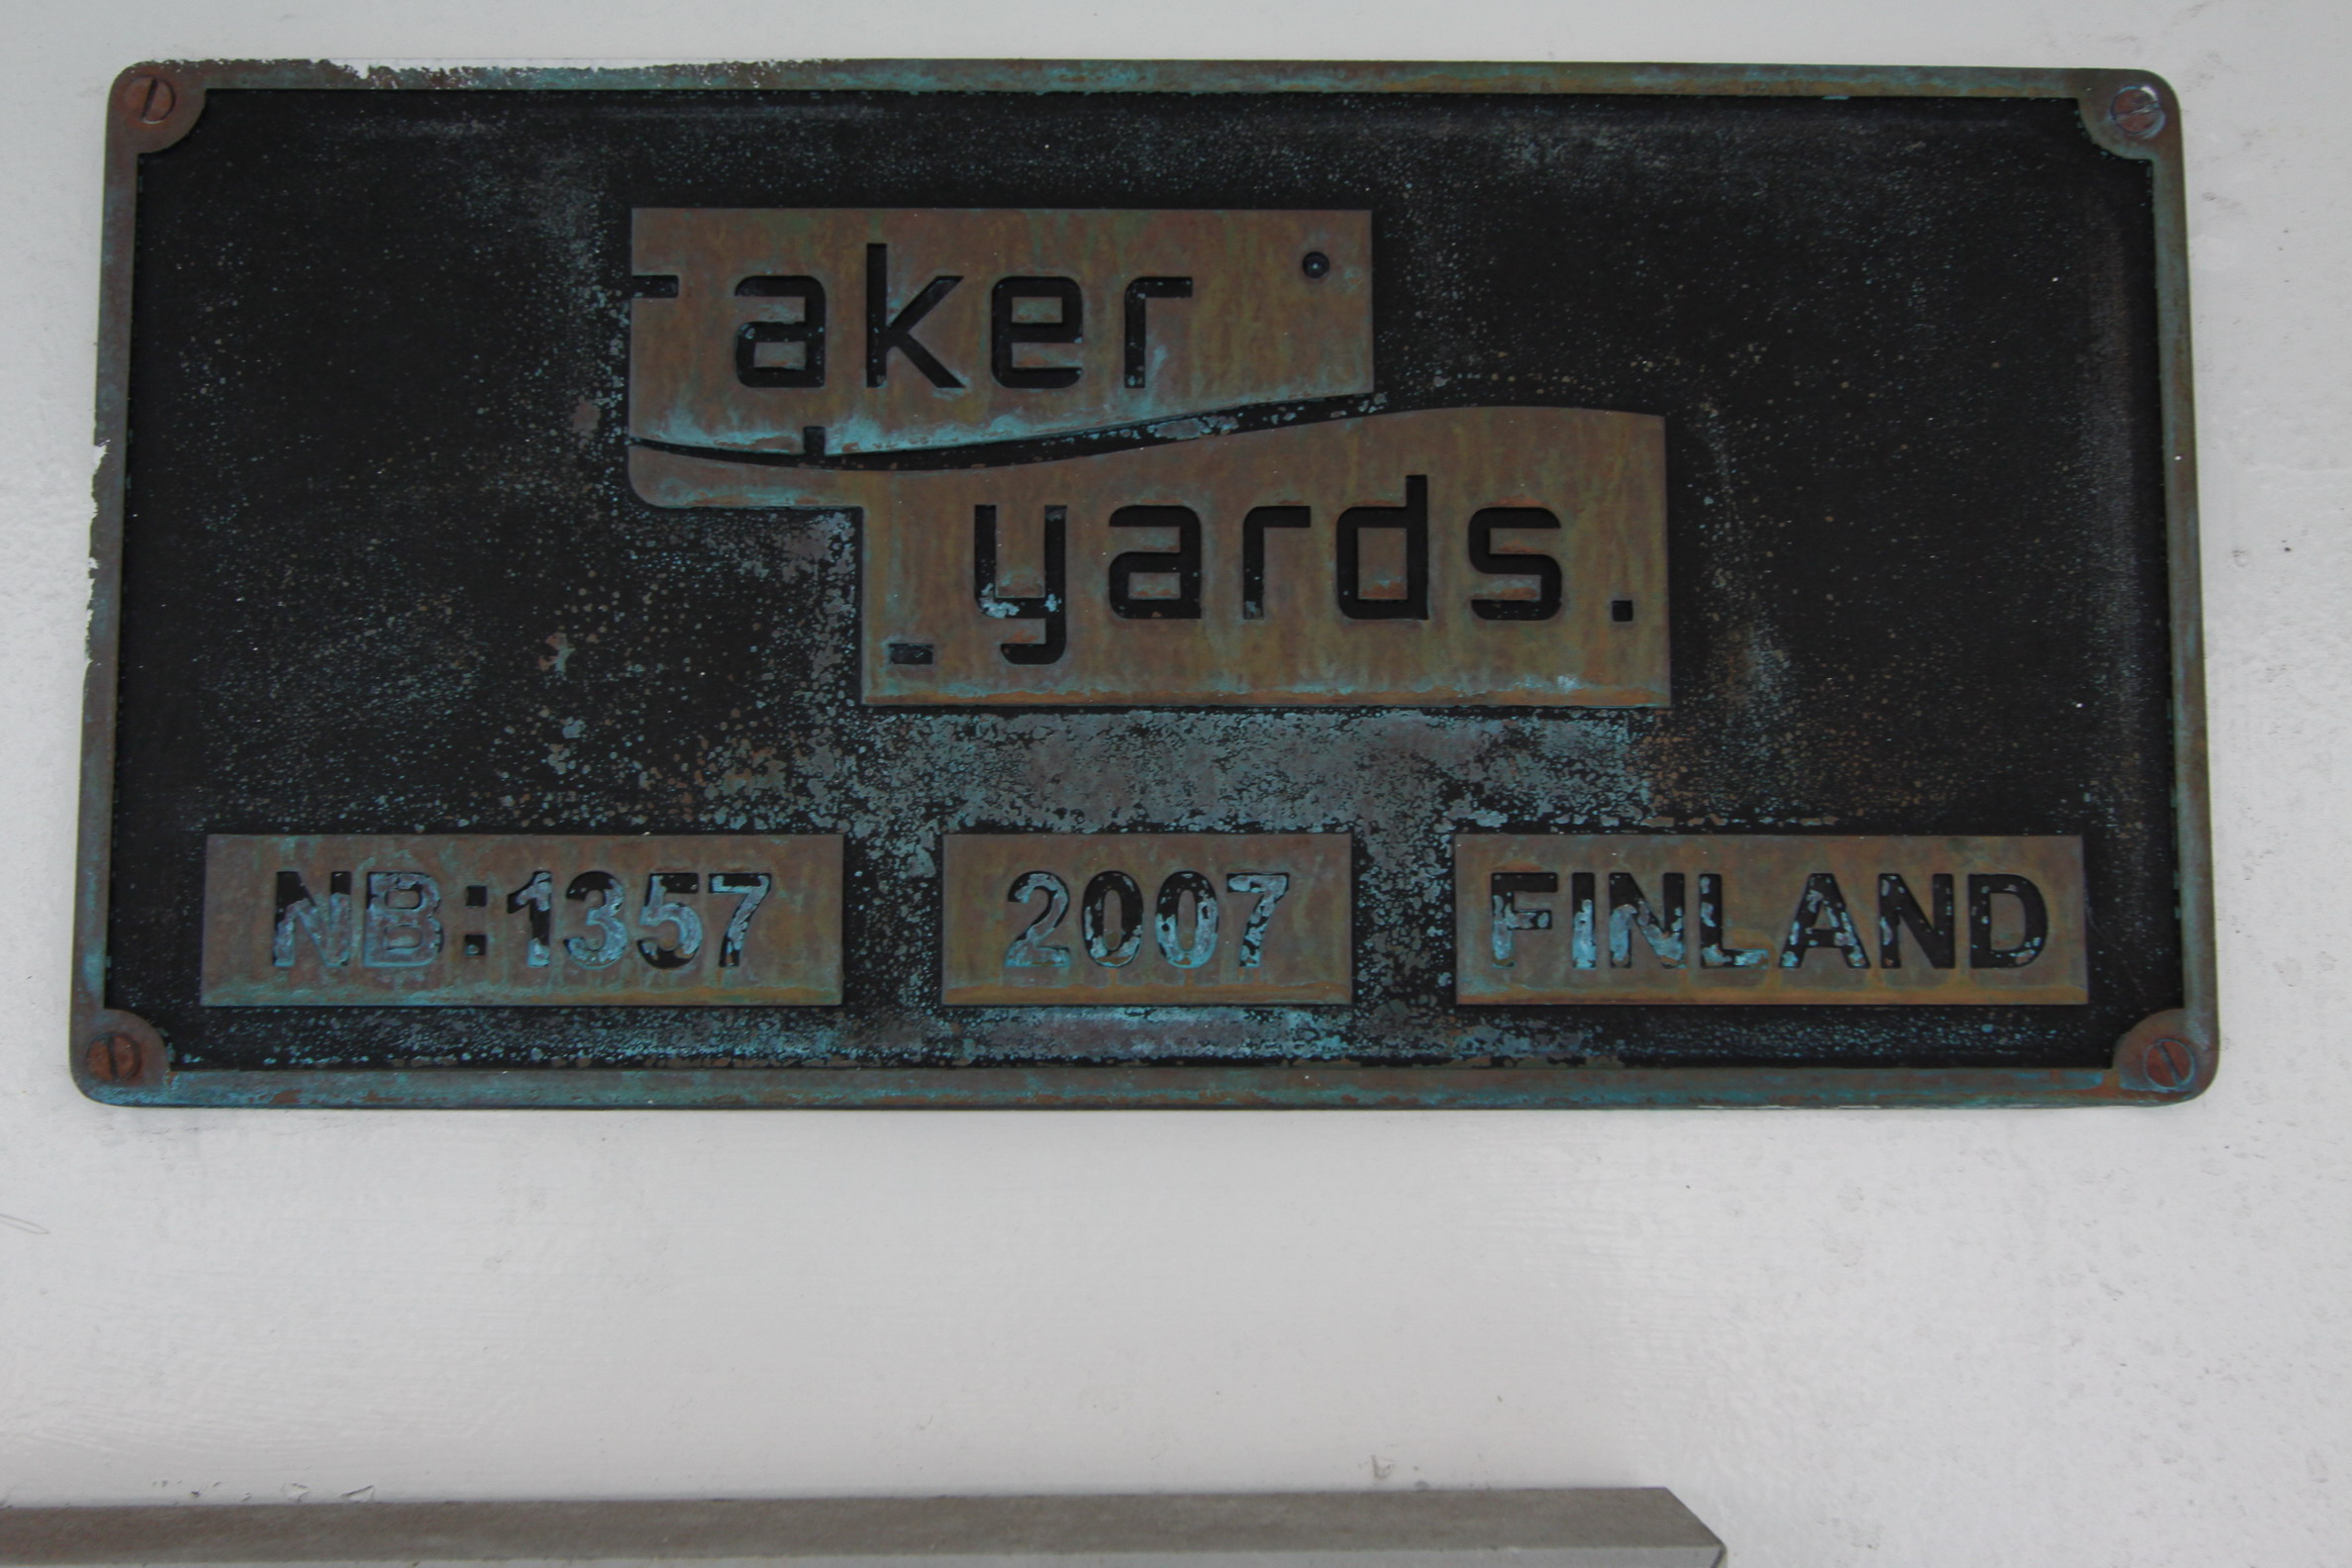 aker
yards.
NB:1357 2007 FINLAND